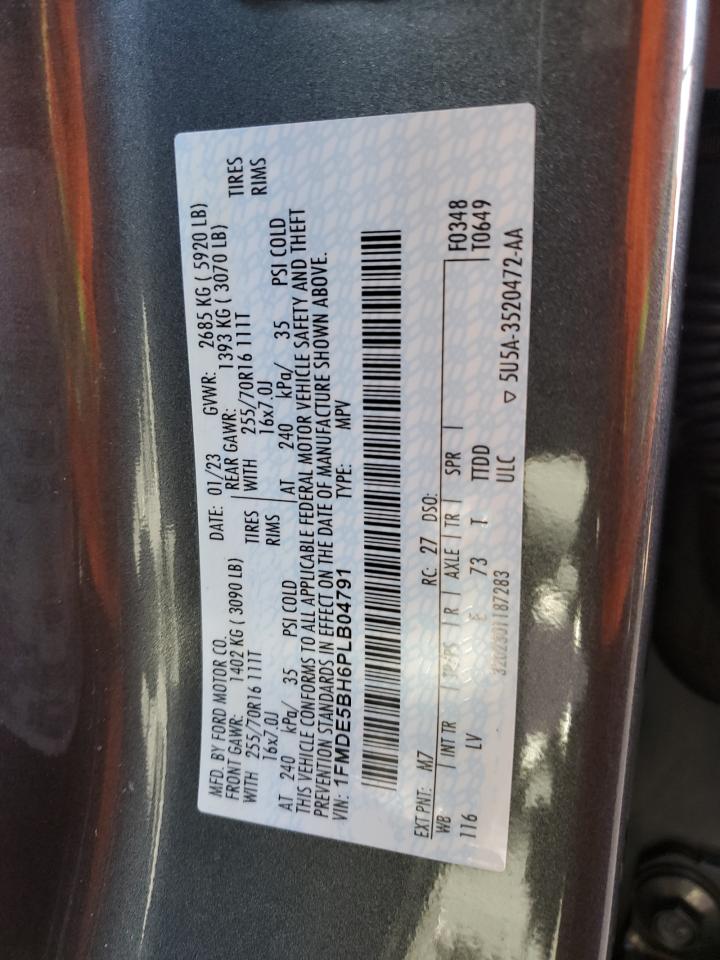 MFD. BY FORD MOTOR CO. DATE: 01/23 GVWR: 2685 KG ( 5920 LB)
FRONT GAWR: 1402 KG ( 3090 LB) REAR GAWR: 1393 KG ( 3070 LB)
WITH 255/70R16 111T TIRES WITH 255/70R16 111T TIRES
16x7.0J RIMS 16x7.0J RIMS
AT 240 kPa/ 35 PSI COLD AT 240 kPa/ 35 PSI COLD
THIS VEHICLE CONFORMS TO ALL APPLICABLE FEDERAL MOTOR VEHICLE SAFETY AND THEFT
PREVENTION STANDARDS IN EFFECT ON THE DATE OF MANUFACTURE SHOWN ABOVE.
VIN: 1FMDE5BH6PLB04791 TYPE: MPV
EXT PNT: M7 RC: 27 DSO: F0348
WB INT TR TP/PS R AXLE TR SPR T0649
116 LV E 73 TTDD
3202301187283 ULC ▽ 5U5A-3520472-AA